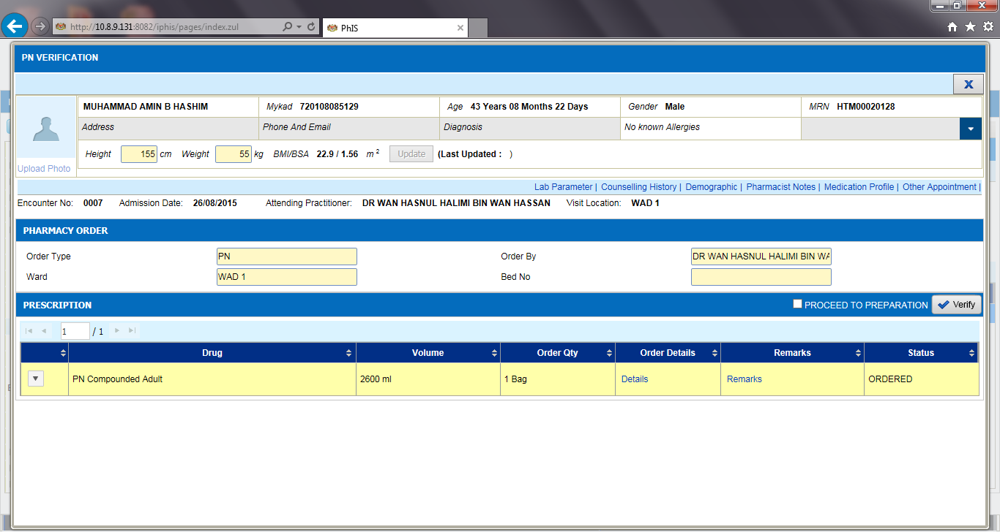 http://10.8.9.131:8082/iphis/pages/index.zul PhIS
PN VERIFICATION
X
MUHAMMAD AMIN B HASHIM Mykad 720108085129 Age 43 Years 08 Months 22 Days Gender Male MRN HTM00020128
Address Phone And Email Diagnosis No known Allergies
Height 155 cm Weight 55 kg BMI/BSA 22.9 / 1.56 m 2 Update (Last Updated : )
Upload Photo
Lab Parameter | Counselling History | Demographic | Pharmacist Notes | Medication Profile | Other Appointment |
Encounter No: 0007 Admission Date: 26/08/2015 Attending Practitioner: DR WAN HASNUL HALIMI BIN WAN HASSAN Visit Location: WAD 1
PHARMACY ORDER
Order Type PN Order By DR WAN HASNUL HALIMI BIN WA
Ward WAD 1 Bed No
PRESCRIPTION PROCEED TO PREPARATION Verify
1 / 1
Drug Volume Order Qty Order Details Remarks Status
PN Compounded Adult 2600 ml 1 Bag Details Remarks ORDERED